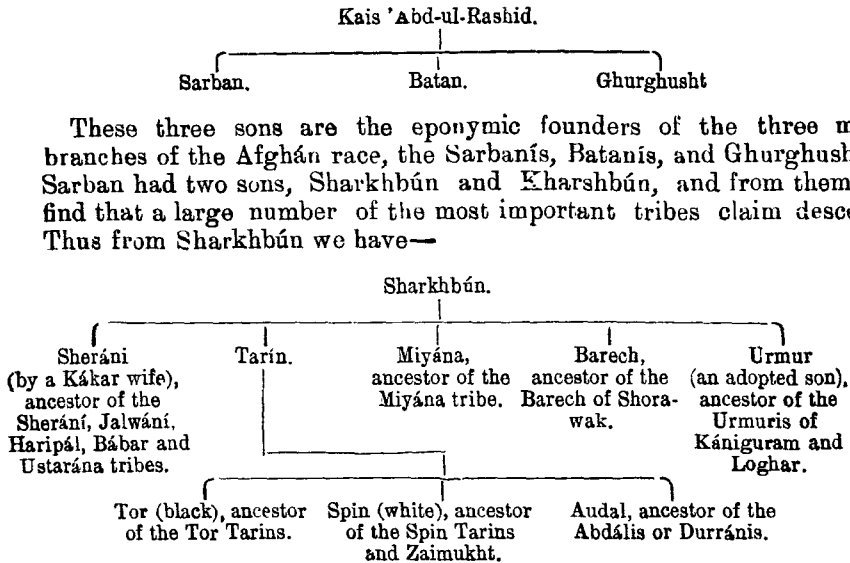 Kais 'Abd-ul-Rashid.
Sarban. Batan. Ghurghusht
These three sons are the eponymic founders of the three
branches of the Afghán race, the Sarbanís, Batanís, and
Sarban had two sons, Sharkhbún and Kharshbún, and from them
find that a large number of the most important tribes claim
Thus from Sharkhbún we have—
Sharkhbún.
Sheráni
(by a Kákar wife),
ancestor of the
Sherání, Jalwání,
Haripál, Bábar and
Ustarána tribes.
Tarín.
Miyána,
ancestor of the
Miyána tribe.
Barech,
ancestor of the
Barech of Shora-
wak.
Urmur
(an adopted son),
ancestor of the
Urmuris of
Kániguram and
Loghar.
Tor (black), ancestor
of the Tor Tarins.
Spin (white), ancestor
of the Spin Tarins
and Zaimukht.
Audal, ancestor of the
Abdális or Durránis.